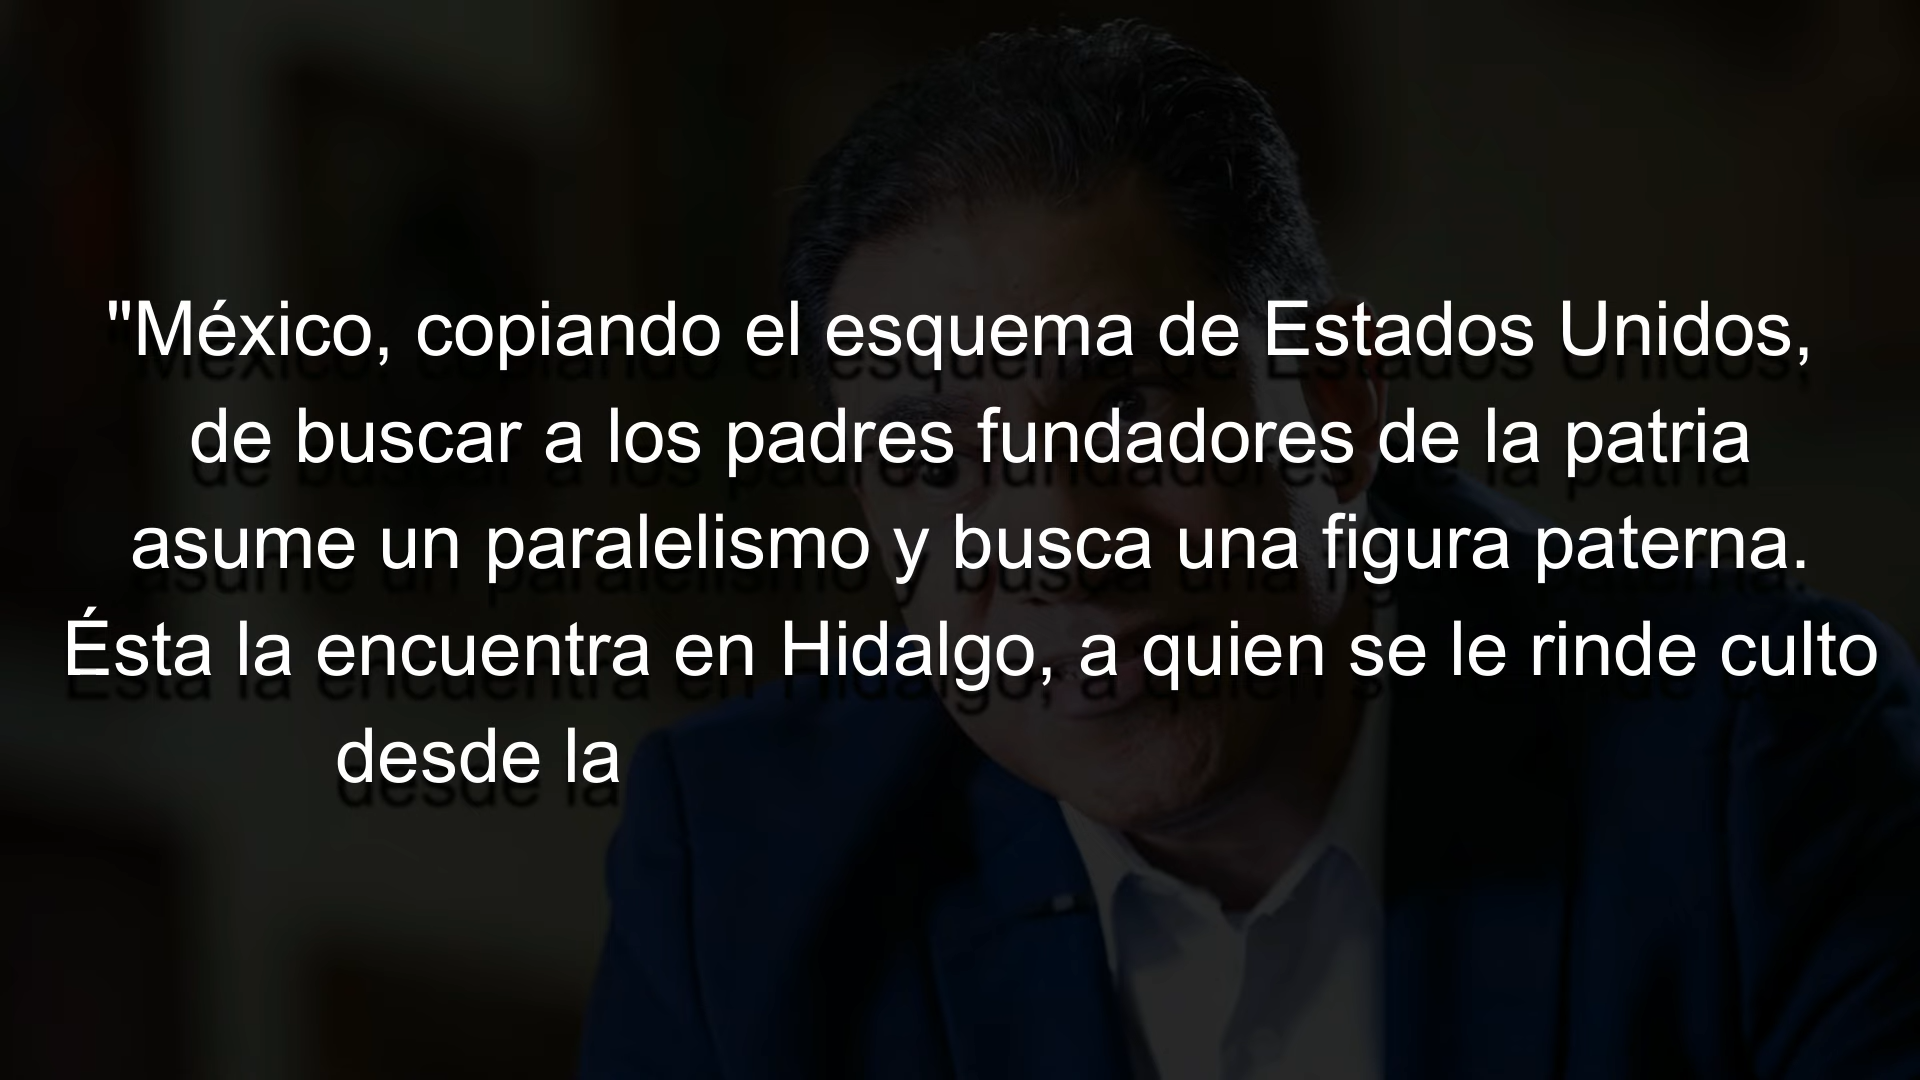 "México, copiando el esquema de Estados Unidos,
de buscar a los padres fundadores de la patria
asume un paralelismo y busca una figura paterna.
Ésta la encuentra en Hidalgo, a quien se le rinde culto
desde la